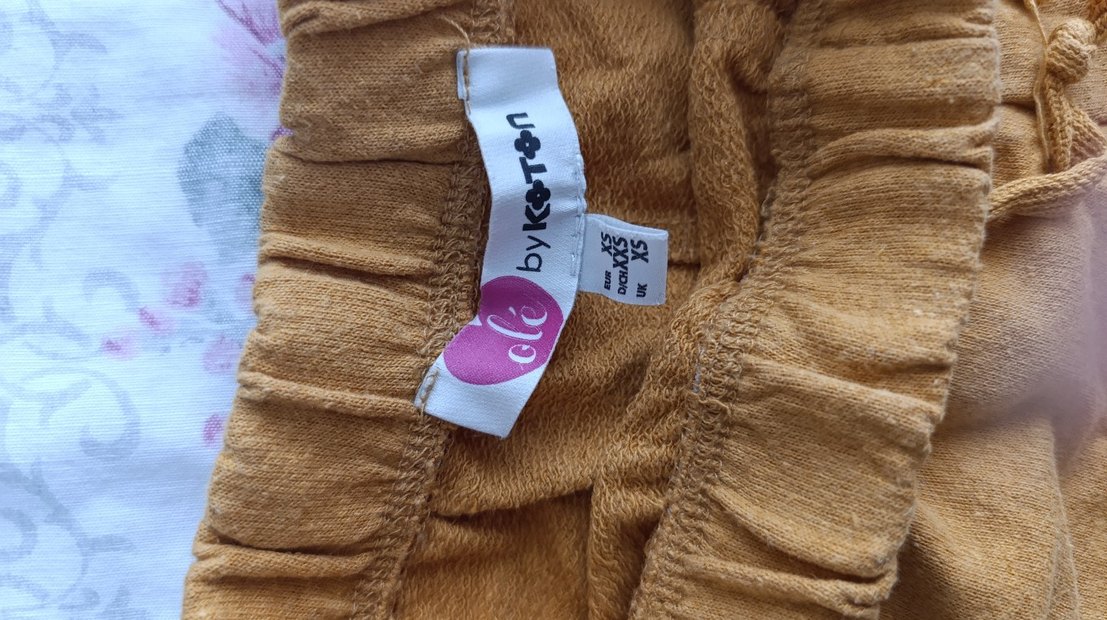 olé
by KOTON
EUR XS
D/CH XXS
UK XS